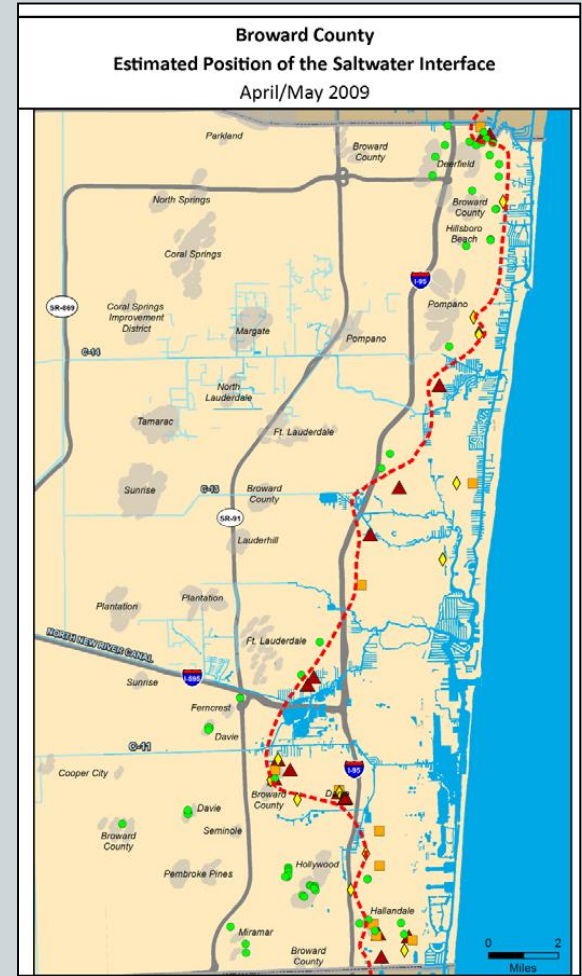 Broward County
Estimated Position of the Saltwater Interface
April/May 2009
Parkland
Broward
County
Deerfield
North Springs
Broward
County
Hillsboro
Beach
Coral Springs
I-95
SR-869
Coral Springs
Improvement
District
Margate
Pompano
Pompano
C-14
North
Lauderdale
Tamarac
Ft. Lauderdale
Sunrise
C-13
Broward
County
SR-91
Lauderhill
Plantation
Plantation
NORTH NEW RIVER CANAL
Ft. Lauderdale
Sunrise
I-595
Ferncrest
Davie
C-11
Cooper City
I-95
Broward
County
Davie
Broward
County
Seminole
Pembroke Pines
Hollywood
Hallandale
Miramar
Broward
County
0 2
Miles